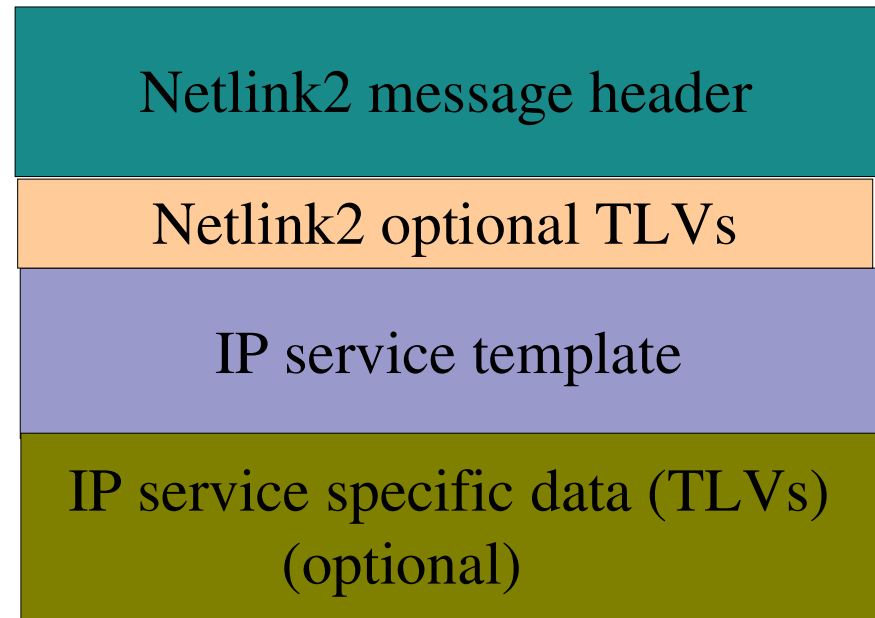 Netlink2 message header
Netlink2 optional TLVs
IP service template
IP service specific data (TLVs)
(optional)